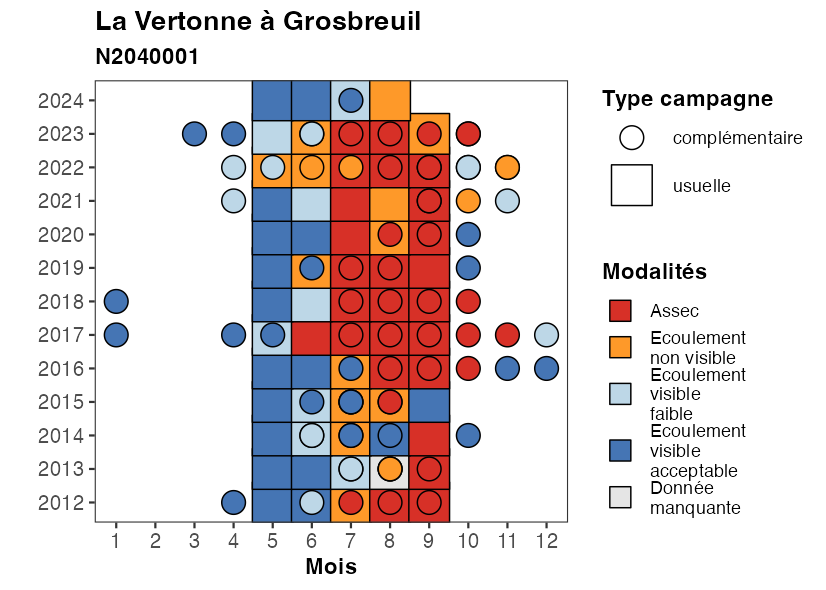 La Vertonne à Grosbreuil
N2040001
2024
2023
2022
2021
2020
2019
2018
2017
2016
2015
2014
2013
2012
1 2 3 4 5 6 7 8 9 10 11 12
Mois
Type campagne
complémentaire
usuelle
Modalités
Assec
Ecoulement
non visible
Ecoulement
visible
faible
Ecoulement
visible
acceptable
Donnée
manquante